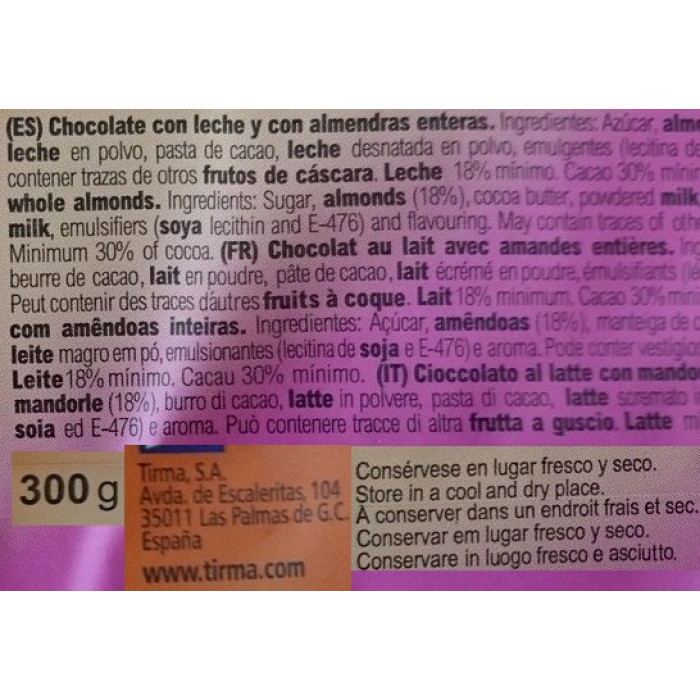 (ES) Chocolate con leche y con almendras enteras. Ingredientes: Azúcar,
leche en polvo, pasta de cacao, leche desnatada en polvo, emulgentes (lecitina
contener trazas de otros frutos de cáscara. Leche 18% mínimo. Cacao 30%
whole almonds. Ingredients: Sugar, almonds (18%), cocoa butter, powdered milk,
milk, emulsifiers (soya lecithin and E-476) and flavouring. May contain traces of
Minimum 30% of cocoa. (FR) Chocolat au lait avec amandes entières.
beurre de cacao, lait en poudre, pâte de cacao, lait écrémé en poudre, émulsifiants
Peut contenir des traces d'autres fruits à coque. Lait 18% minimum. Cacao 30%
com amêndoas inteiras. Ingredientes: Açúcar, amêndoas (18%), manteiga de
leite magro em pó, emulsionantes (lecitina de soja e E-476) e aroma. Pode conter
Leite 18% mínimo. Cacau 30% mínimo. (IT) Cioccolato al latte con
mandorle (18%), burro di cacao, latte in polvere, pasta di cacao, latte scremato
soia ed E-476) e aroma. Può contenere tracce di altra frutta a guscio. Latte
300 g
Tirma, S.A.
Avda. de Escaleritas, 104
35011 Las Palmas de G.C.
España
www.tirma.com
Consérvese en lugar fresco y seco.
Store in a cool and dry place.
A conserver dans un endroit frais et sec.
Conservar em lugar fresco y seco.
Conservare in luogo fresco e asciutto.